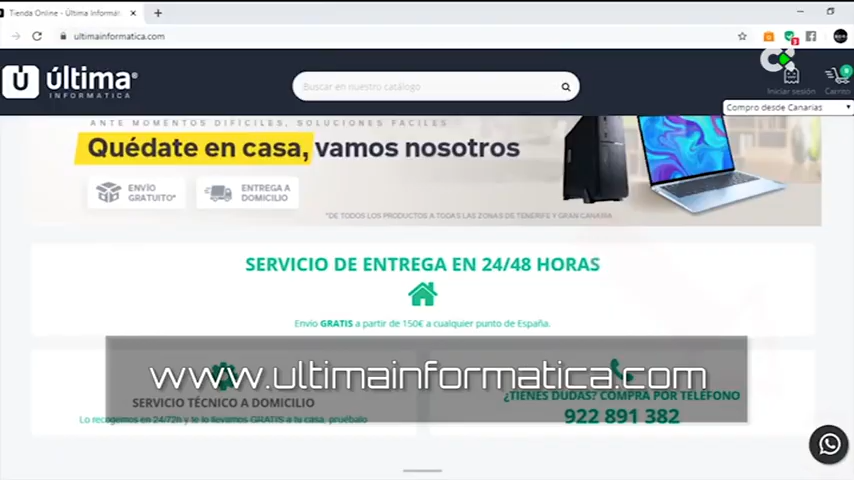 Tienda Online - Última Informát
ultimainformatica.com
última
INFORMÁTICA
Buscar en nuestro catálogo
Iniciar sesión
Carrito
0
Compro desde Canarias
ANTE MOMENTOS DIFÍCILES, SOLUCIONES FÁCILES
Quédate en casa, vamos nosotros
ENVÍO
GRATUITO*
ENTREGA A
DOMICILIO
*DE TODOS LOS PRODUCTOS A TODAS LAS ZONAS DE TENERIFE Y GRAN CANARIA
SERVICIO DE ENTREGA EN 24/48 HORAS
Envío GRATIS a partir de 150€ a cualquier punto de España.
www.ultimainformatica.com
SERVICIO TÉCNICO A DOMICILIO
Lo recogemos en 24/72h y te lo llevamos GRATIS a tu casa, pruébalo
¿TIENES DUDAS? COMPRA POR TELÉFONO
922 891 382